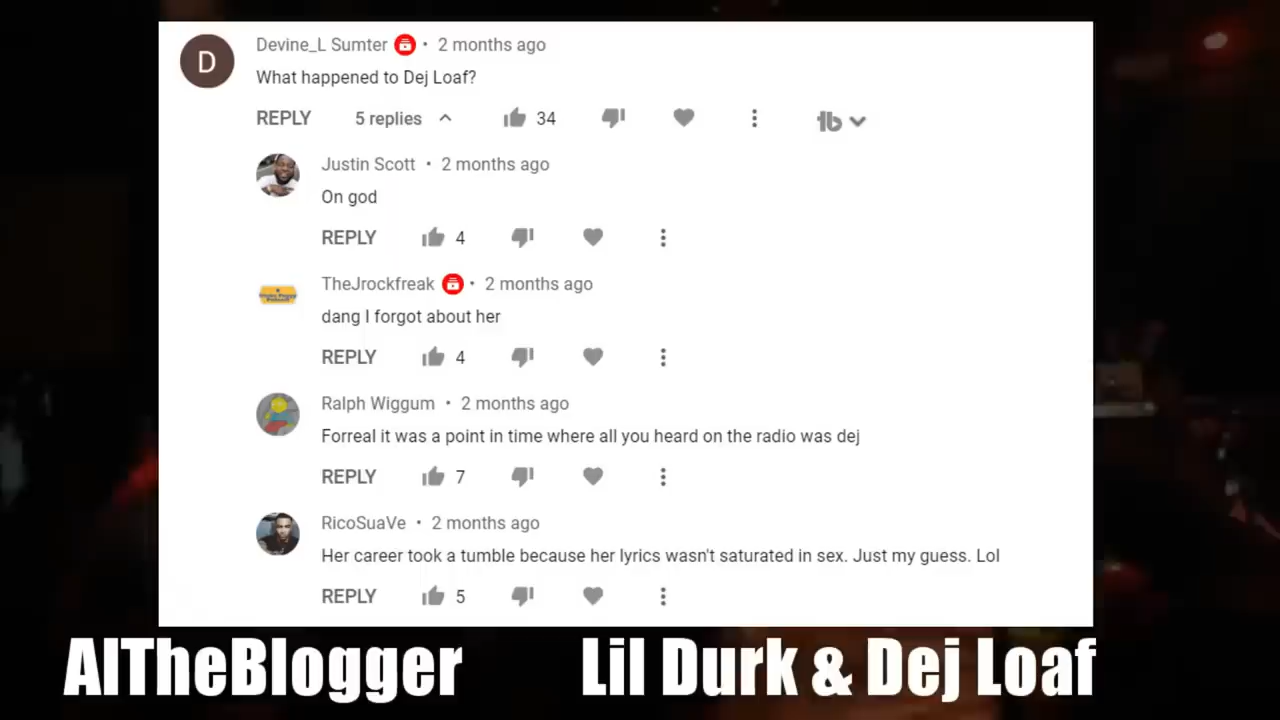 Devine_L Sumter • 2 months ago
What happened to Dej Loaf?
REPLY 5 replies 34
Justin Scott • 2 months ago
On god
REPLY 4
TheJrockfreak • 2 months ago
dang I forgot about her
REPLY 4
Ralph Wiggum • 2 months ago
Forreal it was a point in time where all you heard on the radio was dej
REPLY 7
RicoSuaVe • 2 months ago
Her career took a tumble because her lyrics wasn't saturated in sex. Just my guess. Lol
REPLY 5
AlTheBlogger Lil Durk & Dej Loaf